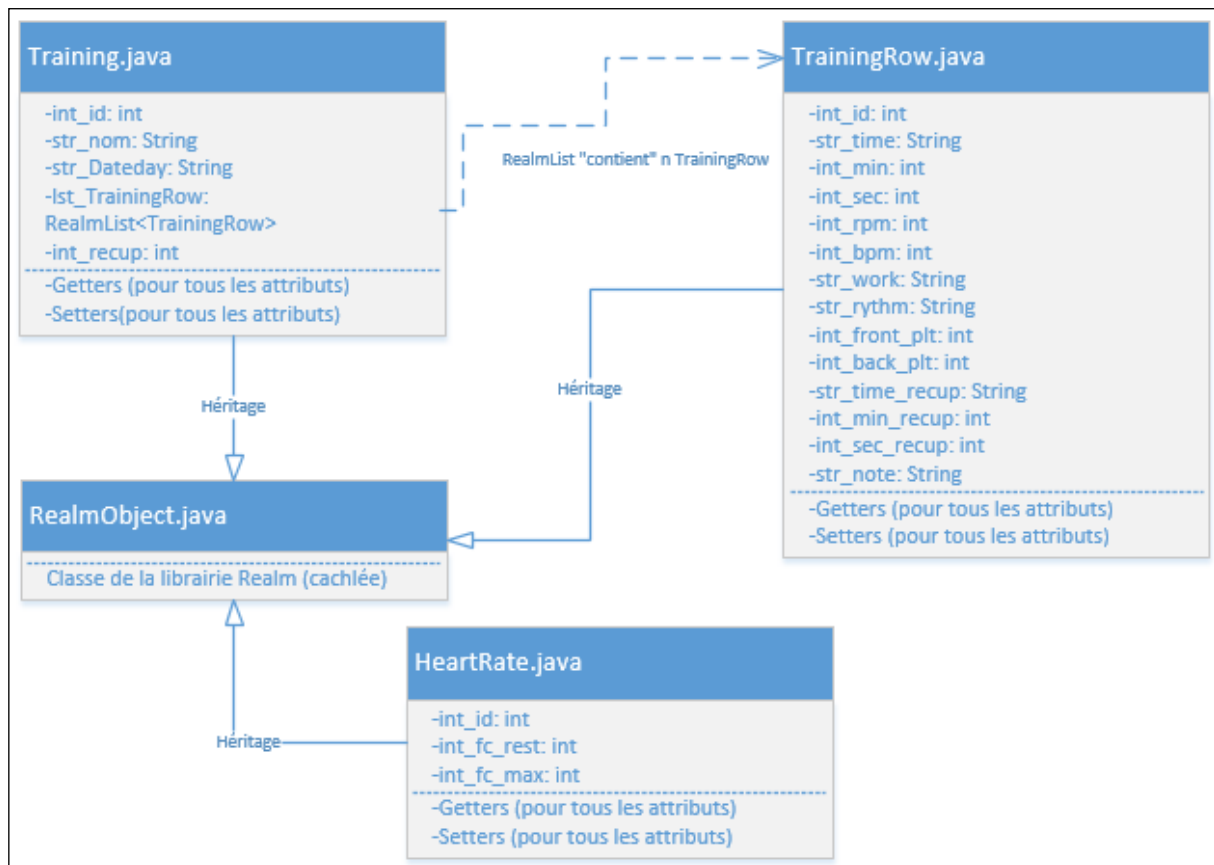 Training.java
-int_id: int
-str_nom: String
-str_Dateday: String
-lst_TrainingRow:
RealmList<TrainingRow>
-int_recup: int
-Getters (pour tous les attributs)
-Setters(pour tous les attributs)
RealmList "contient" n TrainingRow
TrainingRow.java
-int_id: int
-str_time: String
-int_min: int
-int_sec: int
-int_rpm: int
-int_bpm: int
-str_work: String
-str_rythm: String
-int_front_plt: int
-int_back_plt: int
-str_time_recup: String
-int_min_recup: int
-int_sec_recup: int
-str_note: String
-Getters (pour tous les attributs)
-Setters (pour tous les attributs)
Héritage
Héritage
RealmObject.java
Classe de la librairie Realm (cachlée)
Héritage
HeartRate.java
-int_id: int
-int_fc_rest: int
-int_fc_max: int
-Getters (pour tous les attributs)
-Setters (pour tous les attributs)